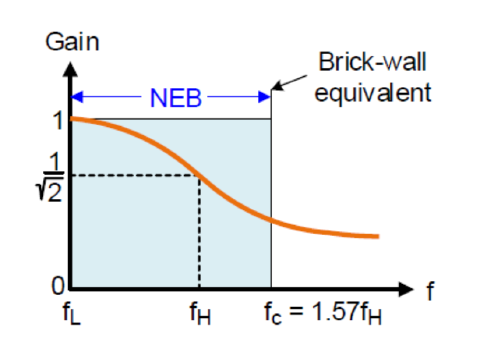 Gain
Brick-wall
equivalent
NEB
1
1
√2
0
f
fL
fH
fc = 1.57fH